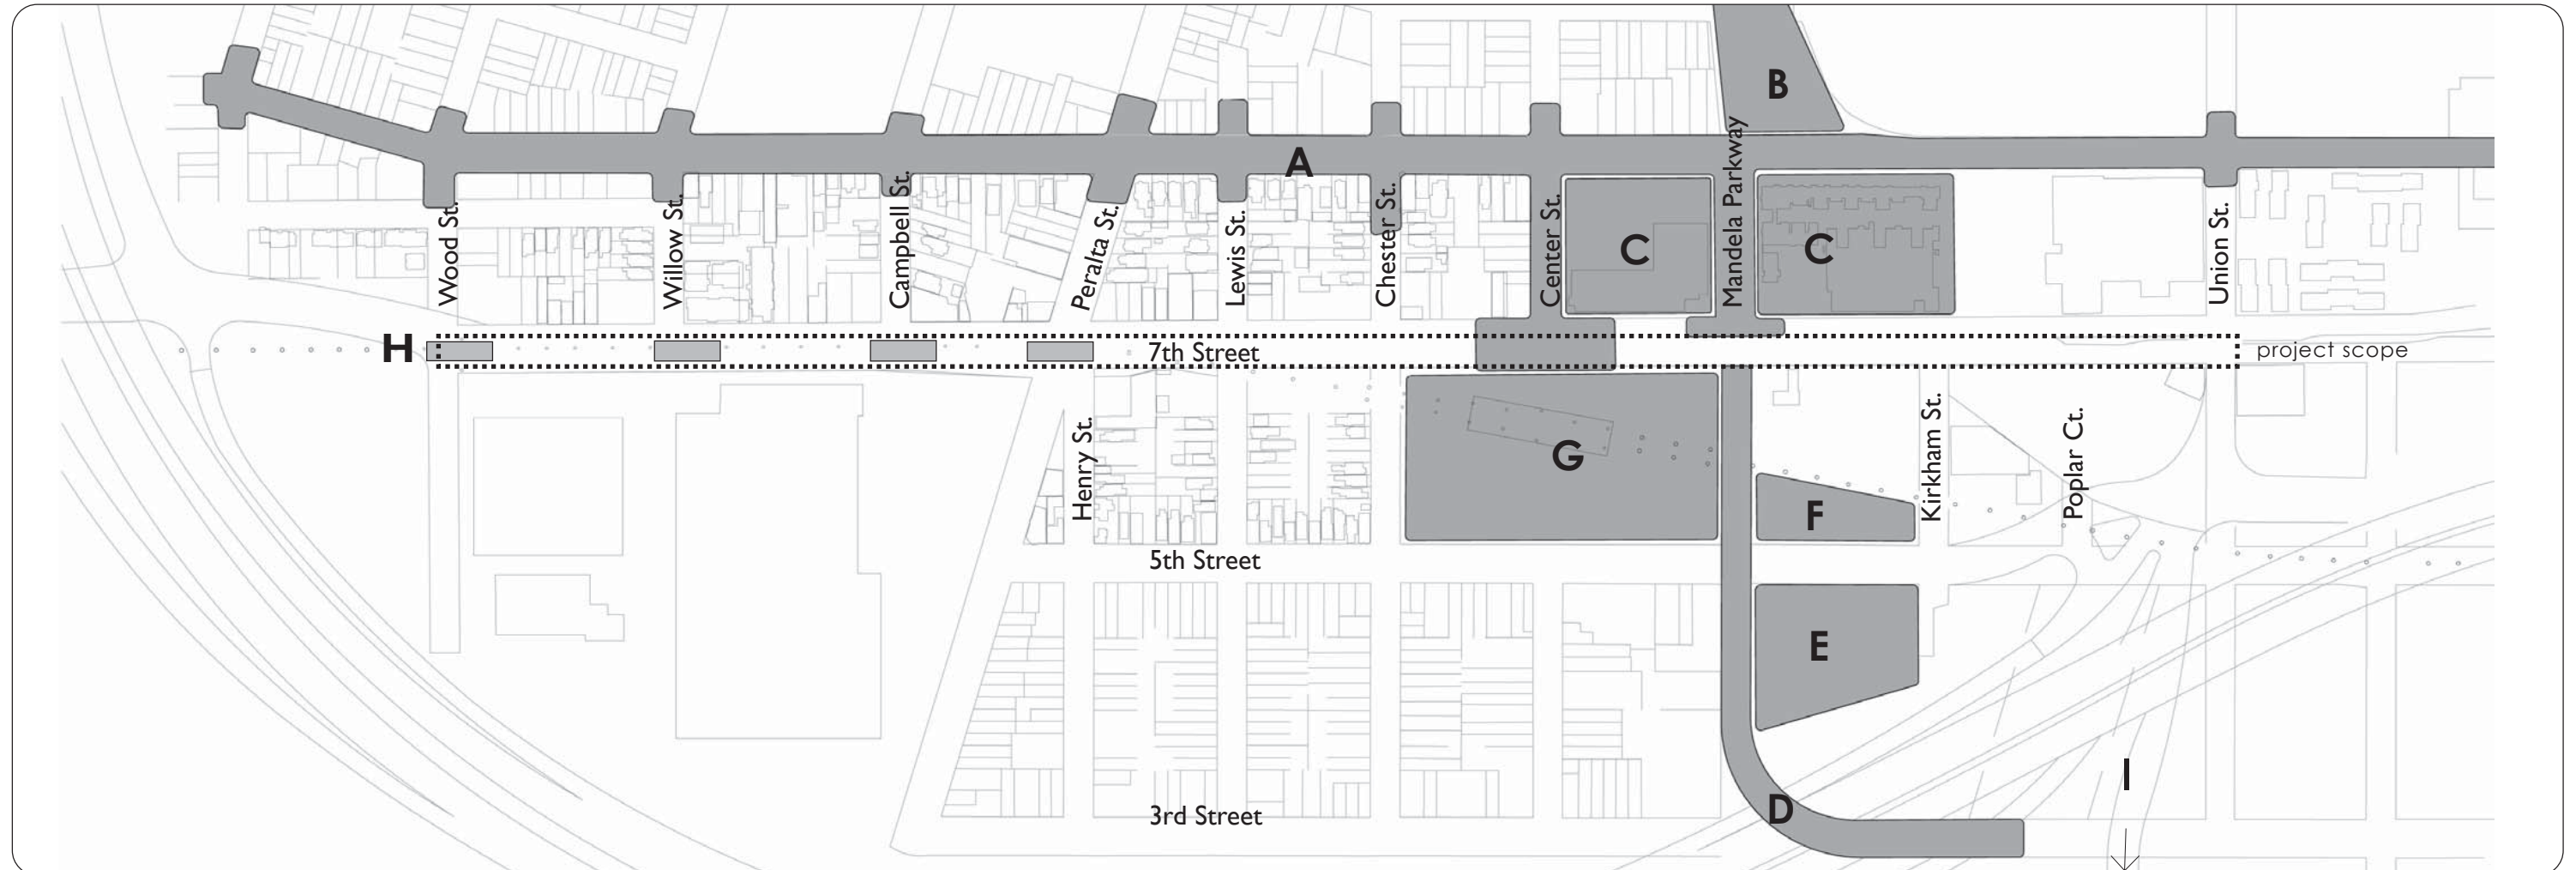 B
Mandela Parkway
A
Wood St.
Willow St.
Campbell St.
Peralta St.
Lewis St.
Chester St.
Center St.
C
C
Union St.
H
7th Street
project scope
Henry St.
G
F
Kirkham St.
Poplar Ct.
5th Street
E
I
D
3rd Street